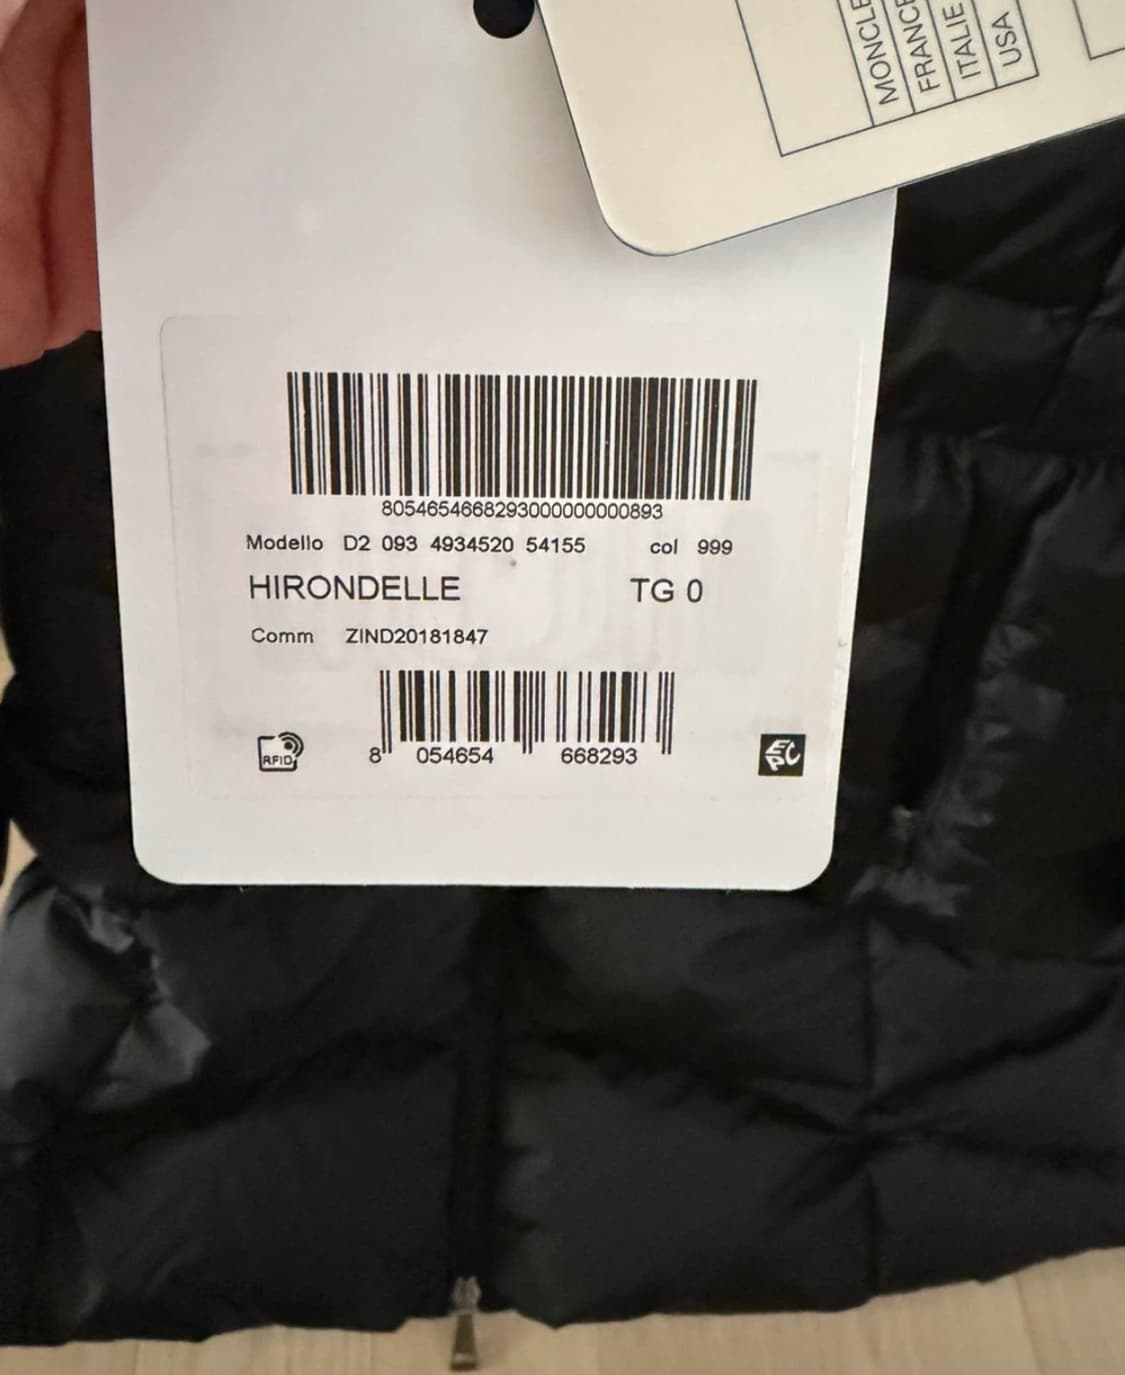 MONCLE
FRANCE
ITALIE
USA
8054654668293000000000893
Modello D2 093 4934520 54155 col 999
HIRONDELLE TG 0
Comm ZIND20181847
RFID
8 054654 668293
EPC